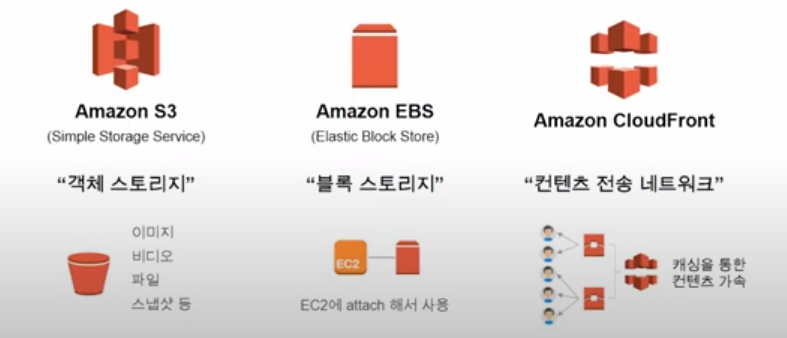 Amazon S3
(Simple Storage Service)
“객체 스토리지”
이미지
비디오
파일
스냅샷 등
Amazon EBS
(Elastic Block Store)
“블록 스토리지”
EC2
EC2에 attach 해서 사용
Amazon CloudFront
“컨텐츠 전송 네트워크”
캐싱을 통한
컨텐츠 가속